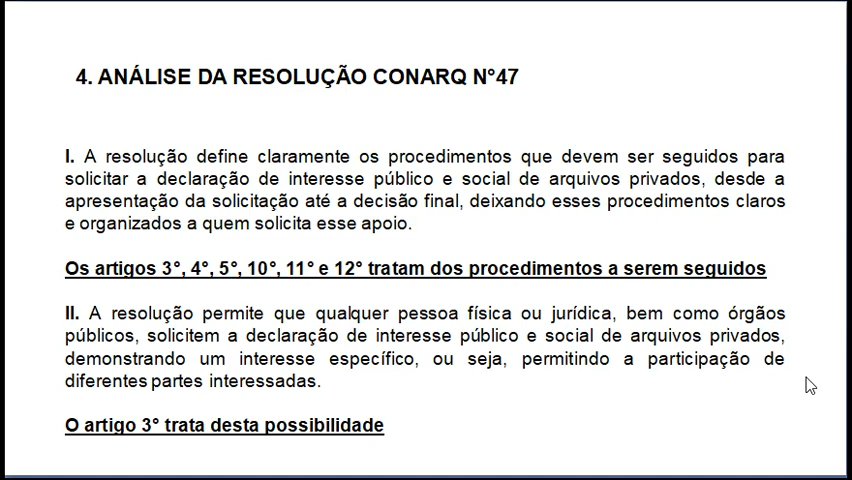 4. ANÁLISE DA RESOLUÇÃO CONARQ N°47
I. A resolução define claramente os procedimentos que devem ser seguidos para
solicitar a declaração de interesse público e social de arquivos privados, desde a
apresentação da solicitação até a decisão final, deixando esses procedimentos claros
e organizados a quem solicita esse apoio.
Os artigos 3°, 4°, 5°, 10°, 11° e 12° tratam dos procedimentos a serem seguidos
II. A resolução permite que qualquer pessoa física ou jurídica, bem como órgãos
públicos, solicitem a declaração de interesse público e social de arquivos privados,
demonstrando um interesse específico, ou seja, permitindo a participação de
diferentes partes interessadas.
O artigo 3° trata desta possibilidade